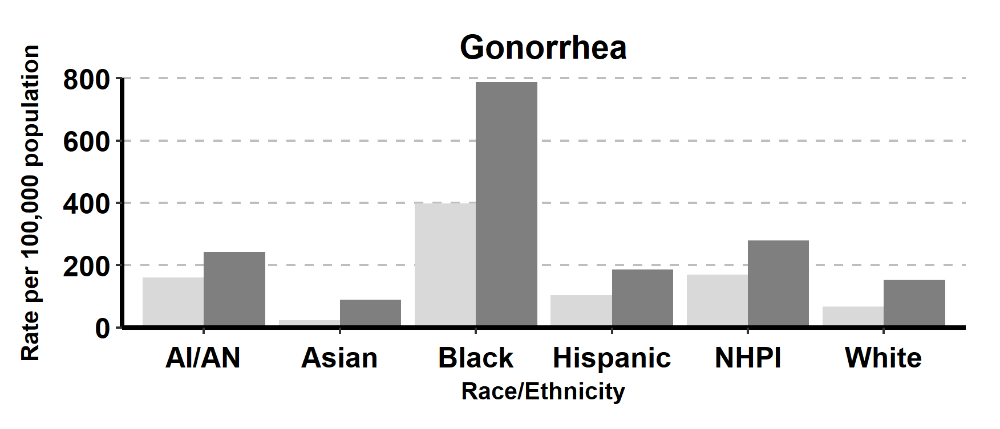 Gonorrhea
Rate per 100,000 population
800
600
400
200
0
AI/AN Asian Black Hispanic NHPI White
Race/Ethnicity